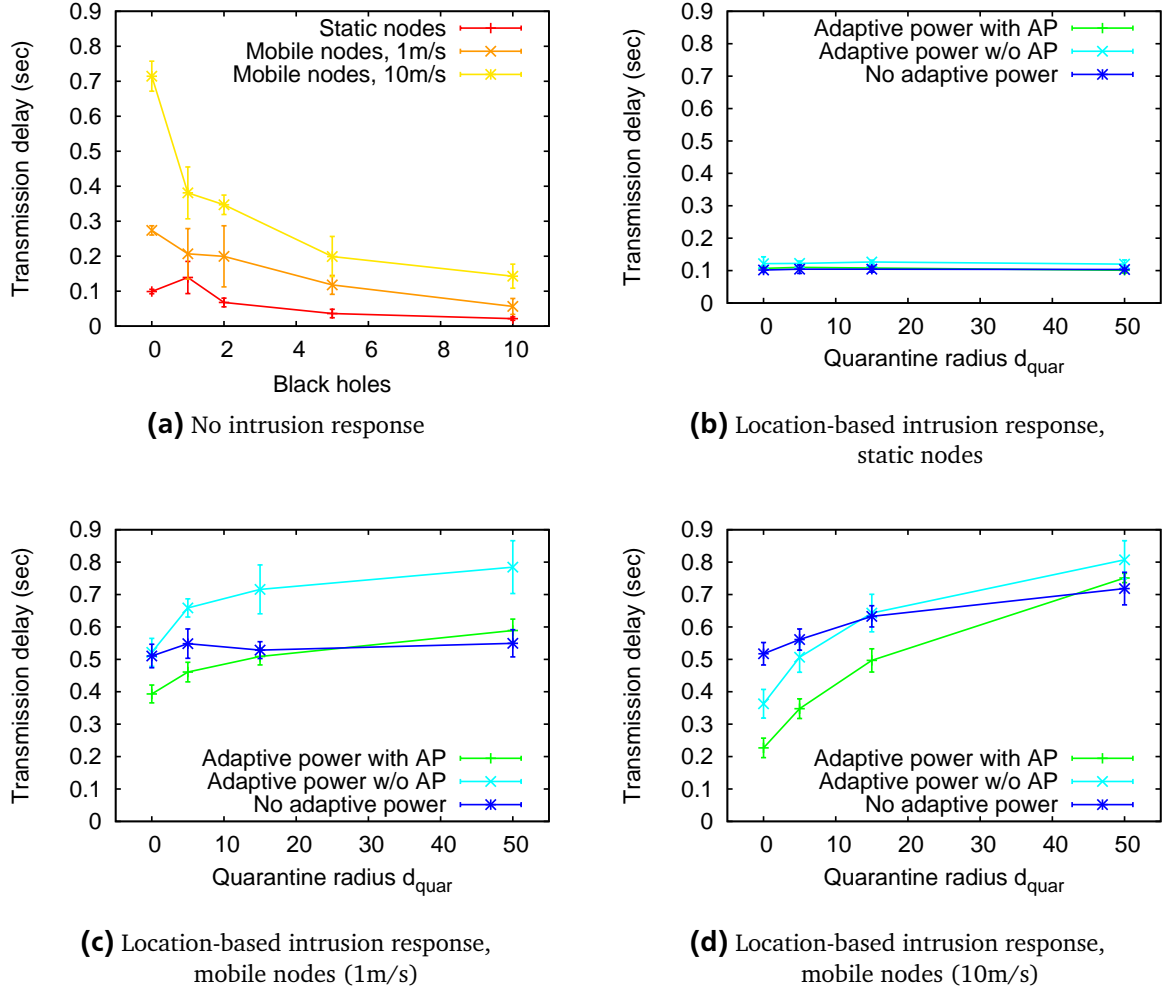 Transmission delay (sec)
0.9
0.8
0.7
0.6
0.5
0.4
0.3
0.2
0.1
0
Static nodes
Mobile nodes, 1m/s
Mobile nodes, 10m/s
0 2 4 6 8 10
Black holes
(a) No intrusion response
Transmission delay (sec)
0.9
0.8
0.7
0.6
0.5
0.4
0.3
0.2
0.1
0
Adaptive power with AP
Adaptive power w/o AP
No adaptive power
0 10 20 30 40 50
Quarantine radius d_quar
(b) Location-based intrusion response,
static nodes
Transmission delay (sec)
0.9
0.8
0.7
0.6
0.5
0.4
0.3
0.2
0.1
0
Adaptive power with AP
Adaptive power w/o AP
No adaptive power
0 10 20 30 40 50
Quarantine radius d_quar
(c) Location-based intrusion response,
mobile nodes (1m/s)
Transmission delay (sec)
0.9
0.8
0.7
0.6
0.5
0.4
0.3
0.2
0.1
0
Adaptive power with AP
Adaptive power w/o AP
No adaptive power
0 10 20 30 40 50
Quarantine radius d_quar
(d) Location-based intrusion response,
mobile nodes (10m/s)